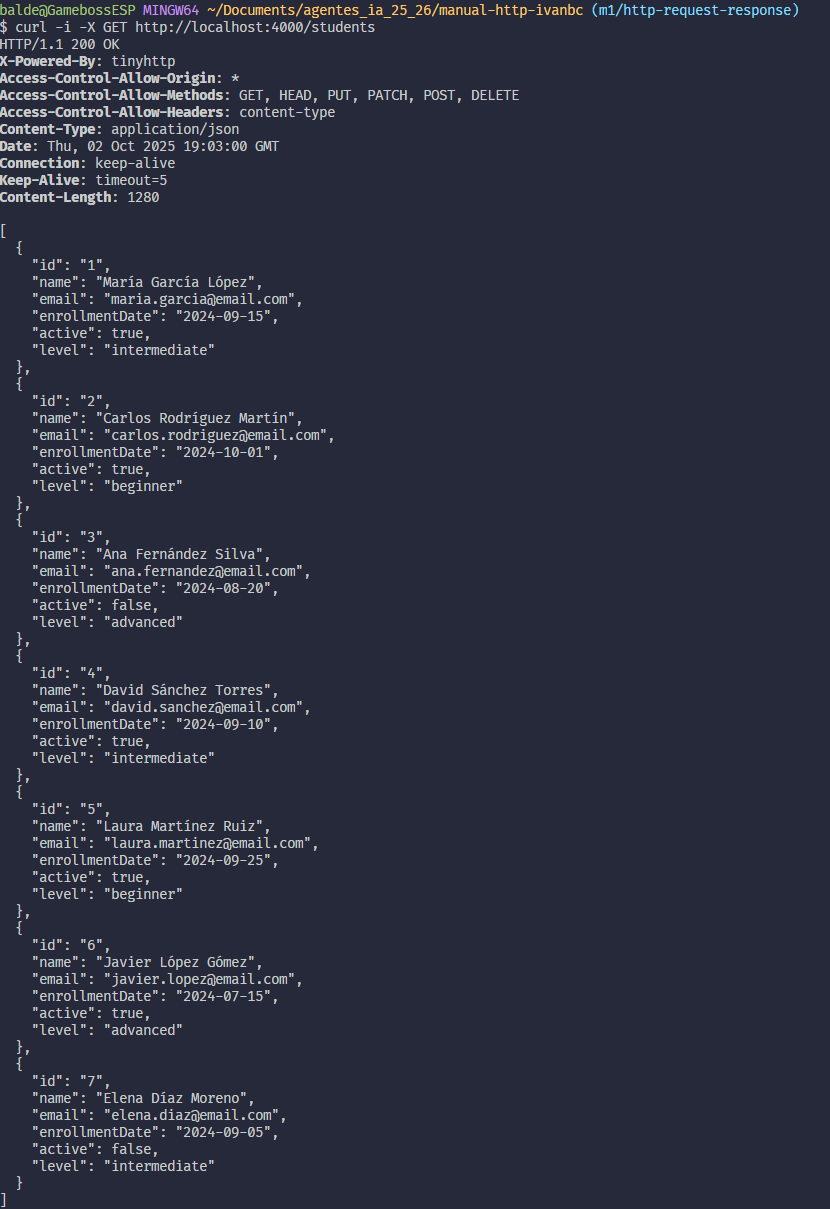 balde@GamebossESP MINGW64 ~/Documents/agentes_ia_25_26/manual-http-ivanbc (m1/http-request-response)
$ curl -i -X GET http://localhost:4000/students
HTTP/1.1 200 OK
X-Powered-By: tinyhttp
Access-Control-Allow-Origin: *
Access-Control-Allow-Methods: GET, HEAD, PUT, PATCH, POST, DELETE
Access-Control-Allow-Headers: content-type
Content-Type: application/json
Date: Thu, 02 Oct 2025 19:03:00 GMT
Connection: keep-alive
Keep-Alive: timeout=5
Content-Length: 1280

[
  {
    "id": "1",
    "name": "María García López",
    "email": "maria.garcia@email.com",
    "enrollmentDate": "2024-09-15",
    "active": true,
    "level": "intermediate"
  },
  {
    "id": "2",
    "name": "Carlos Rodríguez Martín",
    "email": "carlos.rodriguez@email.com",
    "enrollmentDate": "2024-10-01",
    "active": true,
    "level": "beginner"
  },
  {
    "id": "3",
    "name": "Ana Fernández Silva",
    "email": "ana.fernandez@email.com",
    "enrollmentDate": "2024-08-20",
    "active": false,
    "level": "advanced"
  },
  {
    "id": "4",
    "name": "David Sánchez Torres",
    "email": "david.sanchez@email.com",
    "enrollmentDate": "2024-09-10",
    "active": true,
    "level": "intermediate"
  },
  {
    "id": "5",
    "name": "Laura Martínez Ruiz",
    "email": "laura.martinez@email.com",
    "enrollmentDate": "2024-09-25",
    "active": true,
    "level": "beginner"
  },
  {
    "id": "6",
    "name": "Javier López Gómez",
    "email": "javier.lopez@email.com",
    "enrollmentDate": "2024-07-15",
    "active": true,
    "level": "advanced"
  },
  {
    "id": "7",
    "name": "Elena Díaz Moreno",
    "email": "elena.diaz@email.com",
    "enrollmentDate": "2024-09-05",
    "active": false,
    "level": "intermediate"
  }
]